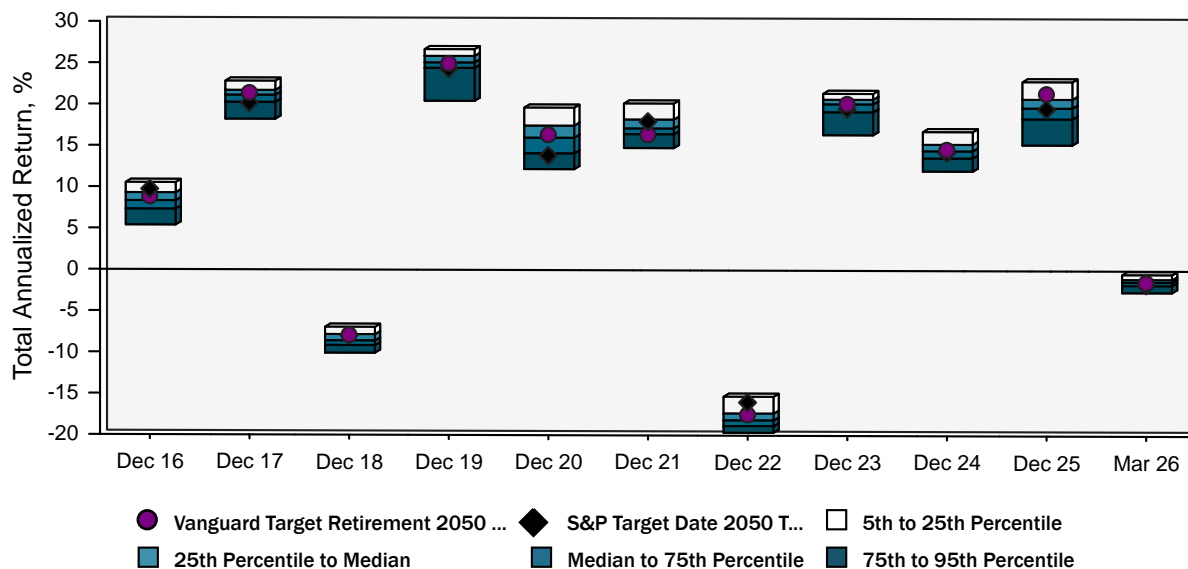 Total Annualized Return, %
30
25
20
15
10
5
0
-5
-10
-15
-20
Dec 16 Dec 17 Dec 18 Dec 19 Dec 20 Dec 21 Dec 22 Dec 23 Dec 24 Dec 25 Mar 26
Vanguard Target Retirement 2050 ... S&P Target Date 2050 T... 5th to 25th Percentile
25th Percentile to Median Median to 75th Percentile 75th to 95th Percentile